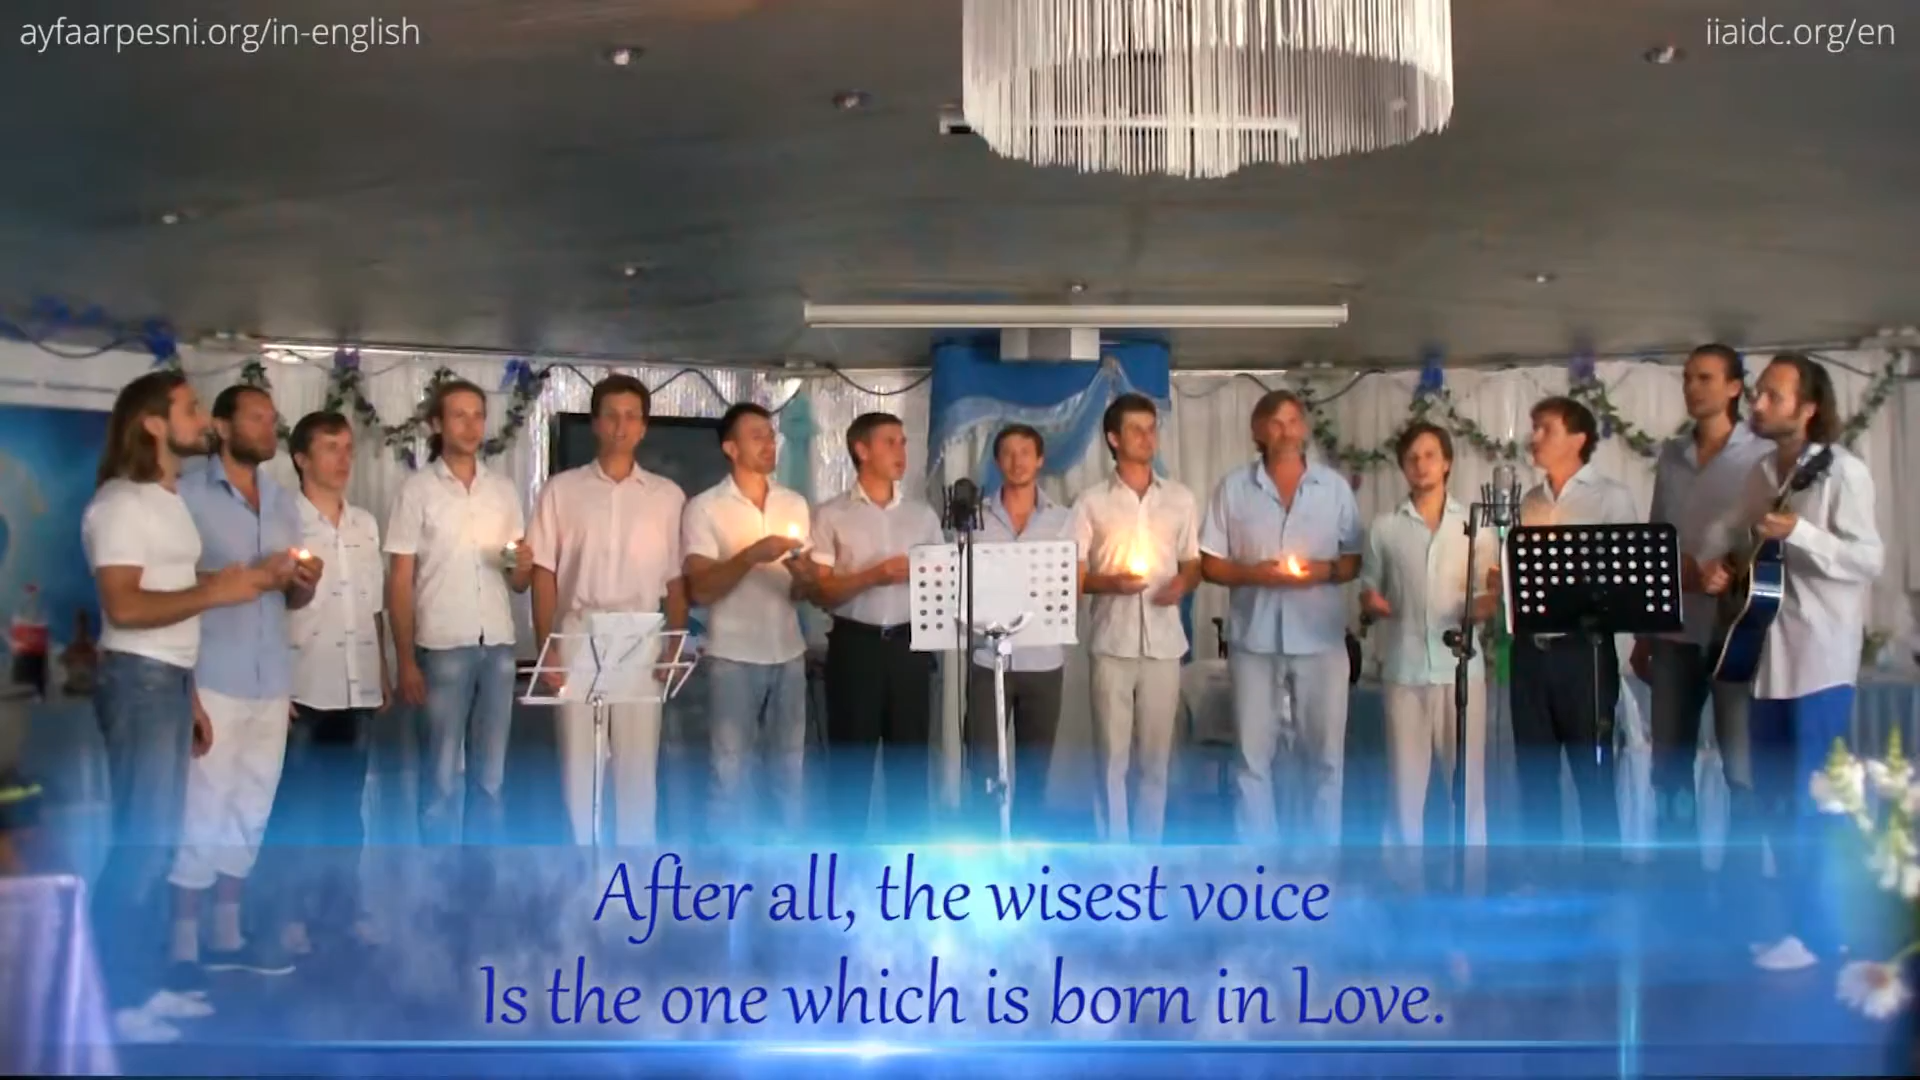 ayfaarpesni.org/in-english
iiaidc.org/en
After all, the wisest voice
Is the one which is born in Love.